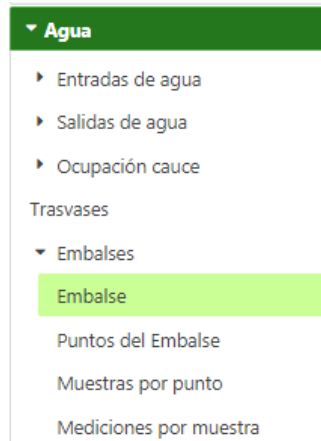 Agua
Entradas de agua
Salidas de agua
Ocupación cauce
Trasvases
Embalses
Embalse
Puntos del Embalse
Muestras por punto
Mediciones por muestra